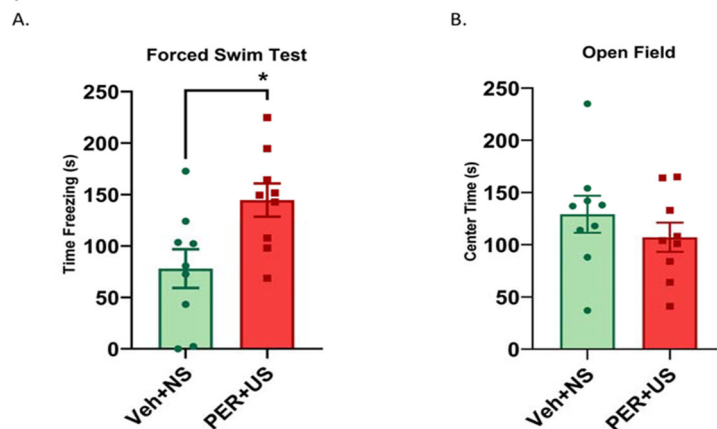 A.
Forced Swim Test
*
250
200
150
100
50
0
Time Freezing (s)
Veh+NS
PER+US
B.
Open Field
250
200
150
100
50
0
Center Time (s)
Veh+NS
PER+US